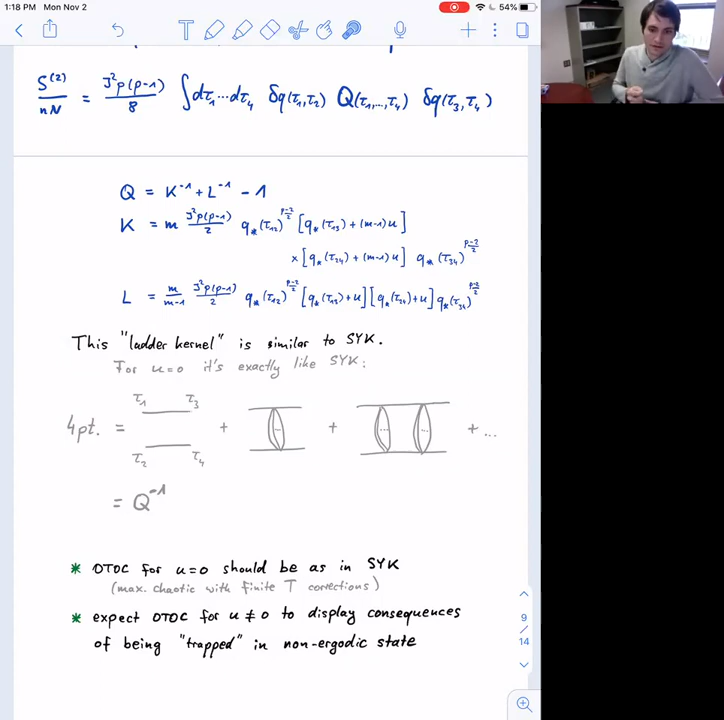 1:18 PM Mon Nov 2
54%
S^(2)/nN = J²p(p-1)/8 ∫dτ₁…dτ₄ δq(τ₁,τ₂) Q(τ₁,…,τ₄) δq(τ₃,τ₄)
Q = K⁻¹ + L⁻¹ - 1
K = m J²p(p-1)/2 q*(τ₁₂)^(p-2)/2 [q*(τ₁₃) + (m-1)u]
× [q*(τ₂₄) + (m-1)u] q*(τ₃₄)^(p-2)/2
L = m/(m-1) J²p(p-1)/2 q*(τ₁₂)^(p-2)/2 [q*(τ₁₃) + u][q*(τ₂₄) + u] q*(τ₃₄)^(p-2)/2
This "ladder kernel" is similar to SYK.
For u=0 it's exactly like SYK:
τ₁ τ₃
4pt. = + + + ...
τ₂ τ₄
= Q⁻¹
* OTOC for u=0 should be as in SYK
(max. chaotic with finite T corrections)
* expect OTOC for u ≠ 0 to display consequences
of being "trapped" in non-ergodic state
9
/
14